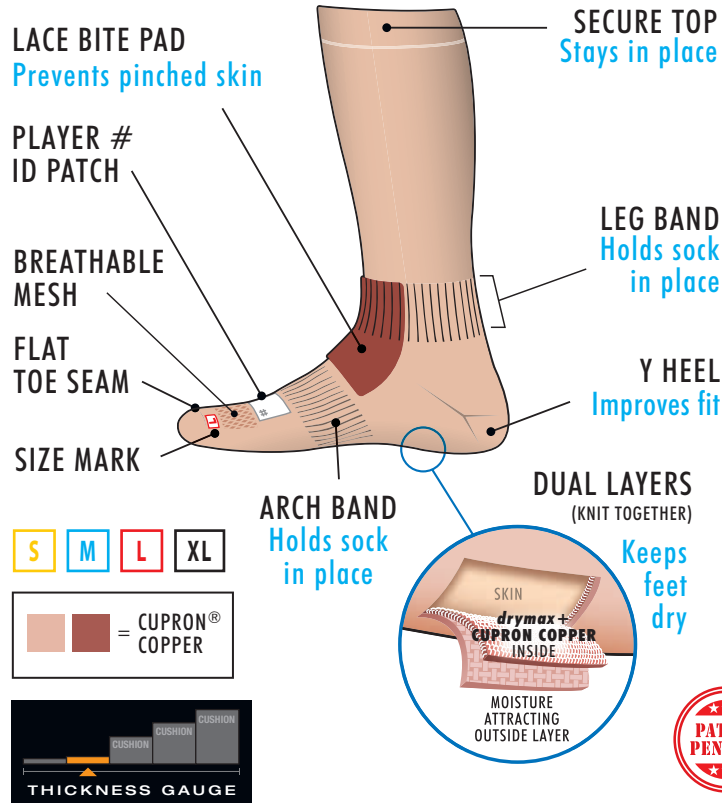 LACE BITE PAD
Prevents pinched skin
SECURE TOP
Stays in place
PLAYER #
ID PATCH
LEG BAND
Holds sock
in place
BREATHABLE
MESH
FLAT
TOE SEAM
Y HEEL
Improves fit
#
L
SIZE MARK
ARCH BAND
Holds sock
in place
DUAL LAYERS
(KNIT TOGETHER)
Keeps
feet
dry
S M L XL
SKIN
drymax +
CUPRON COPPER
INSIDE
MOISTURE
ATTRACTING
OUTSIDE LAYER
= CUPRON®
COPPER
CUSHION
CUSHION
CUSHION
THICKNESS GAUGE